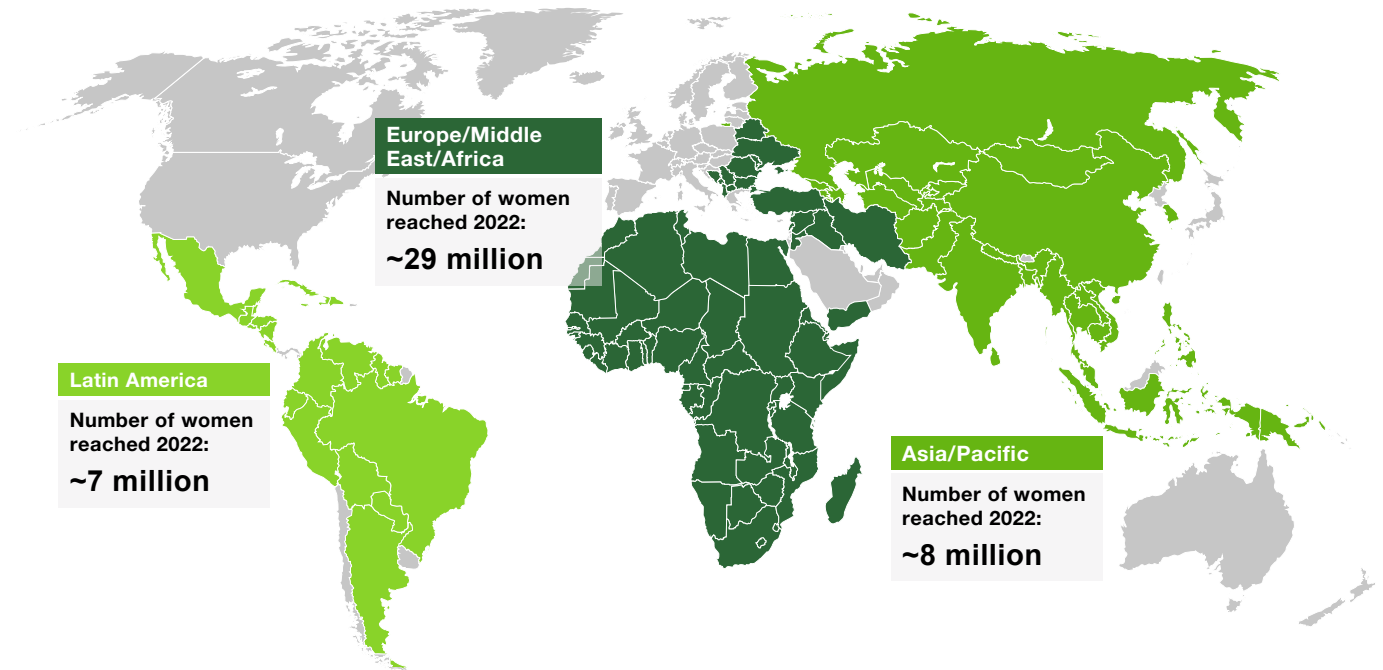 Europe/Middle
East/Africa
Number of women
reached 2022:
~29 million
Latin America
Number of women
reached 2022:
~7 million
Asia/Pacific
Number of women
reached 2022:
~8 million